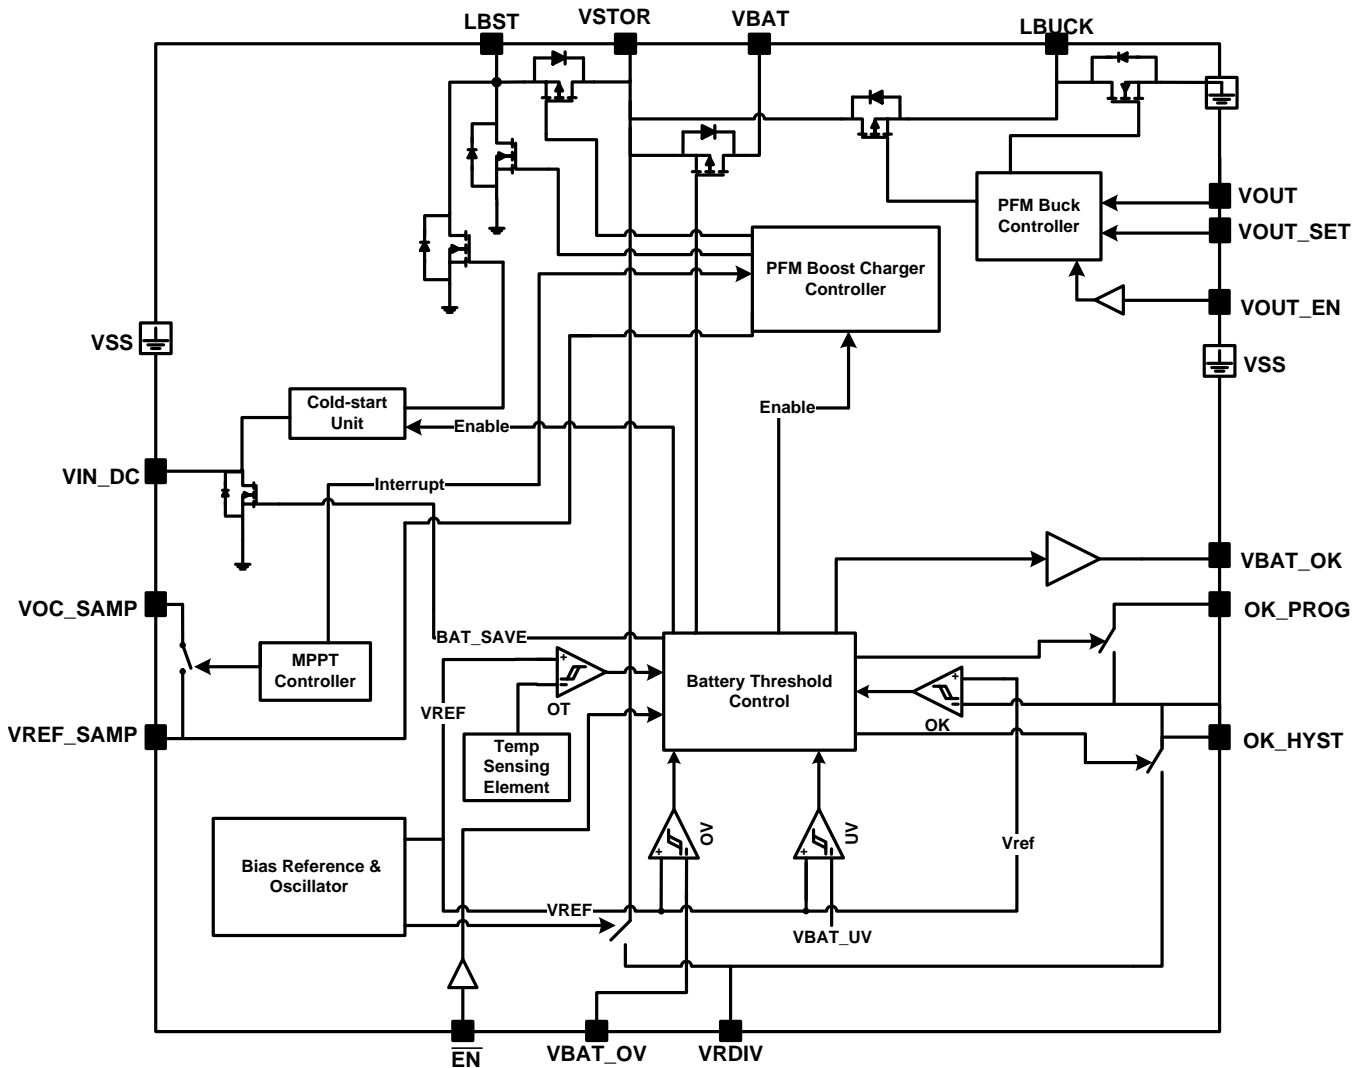 LBST
VSTOR
VBAT
LBUCK
VOUT
PFM Buck
Controller
VOUT_SET
PFM Boost Charger
Controller
VOUT_EN
VSS
VSS
Cold-start
Unit
Enable
Enable
VIN_DC
Interrupt
VBAT_OK
VOC_SAMP
OK_PROG
BAT_SAVE
MPPT
Controller
+
OT
Battery Threshold
Control
+
OK
VREF
VREF_SAMP
OK_HYST
Temp
Sensing
Element
OV
+
UV
+
Vref
Bias Reference &
Oscillator
VREF
VBAT_UV
EN
VBAT_OV
VRDIV